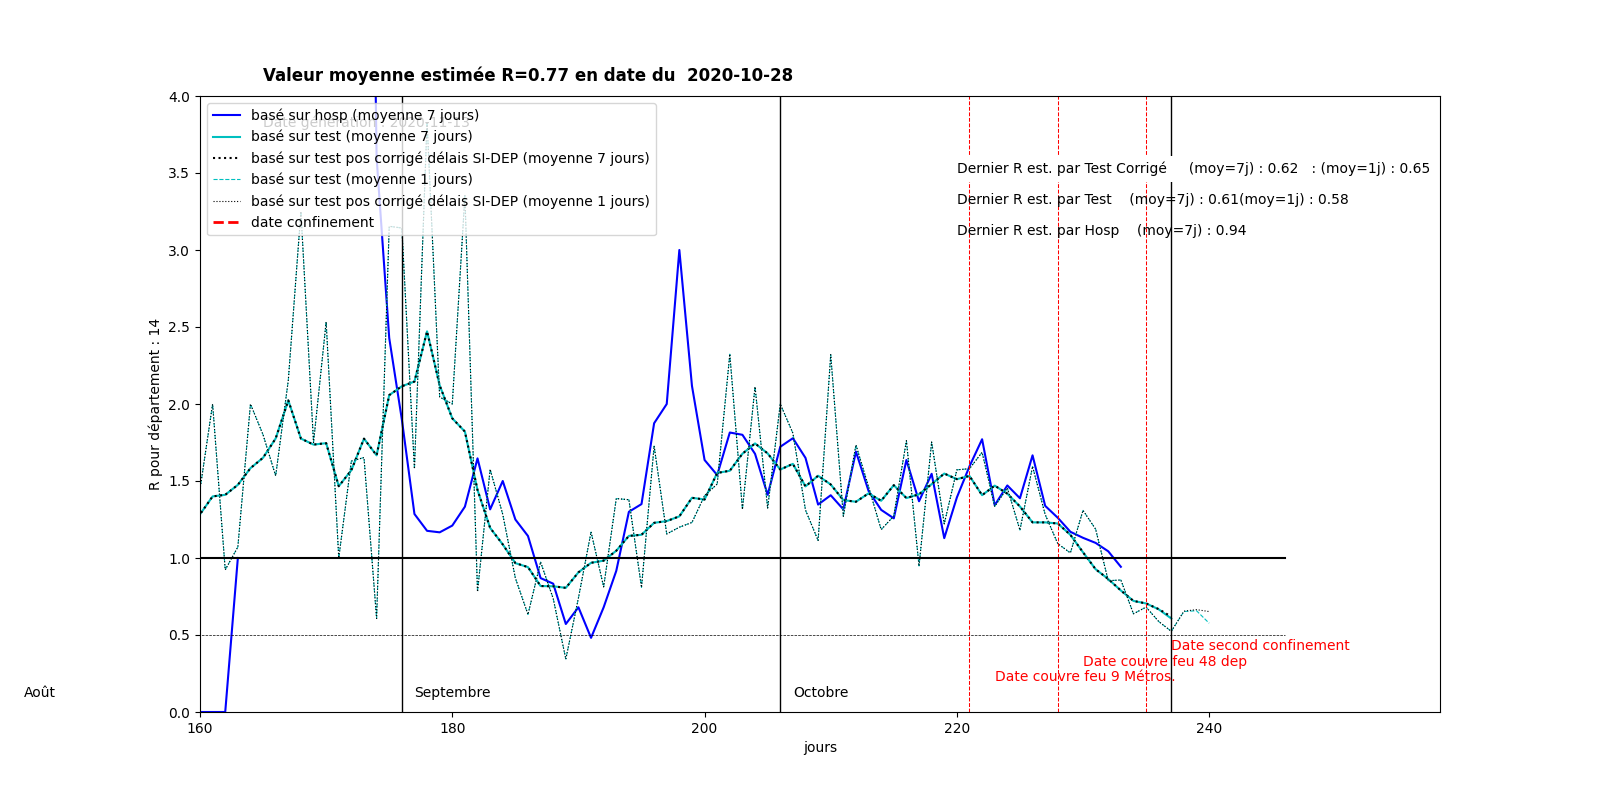 Valeur moyenne estimée R=0.77 en date du  2020-10-28
4.0
3.5
3.0
2.5
2.0
1.5
1.0
0.5
0.0
R pour département : 14
basé sur hosp (moyenne 7 jours)
basé sur test (moyenne 7 jours)
basé sur test pos corrigé délais SI-DEP (moyenne 7 jours)
basé sur test (moyenne 1 jours)
basé sur test pos corrigé délais SI-DEP (moyenne 1 jours)
date confinement
Dernier R est. par Test Corrigé     (moy=7j) : 0.62   : (moy=1j) : 0.65
Dernier R est. par Test    (moy=7j) : 0.61(moy=1j) : 0.58
Dernier R est. par Hosp    (moy=7j) : 0.94
Date second confinement
Date couvre feu 48 dep
Date couvre feu 9 Métros.
Août
Septembre
Octobre
160
180
200
220
240
jours